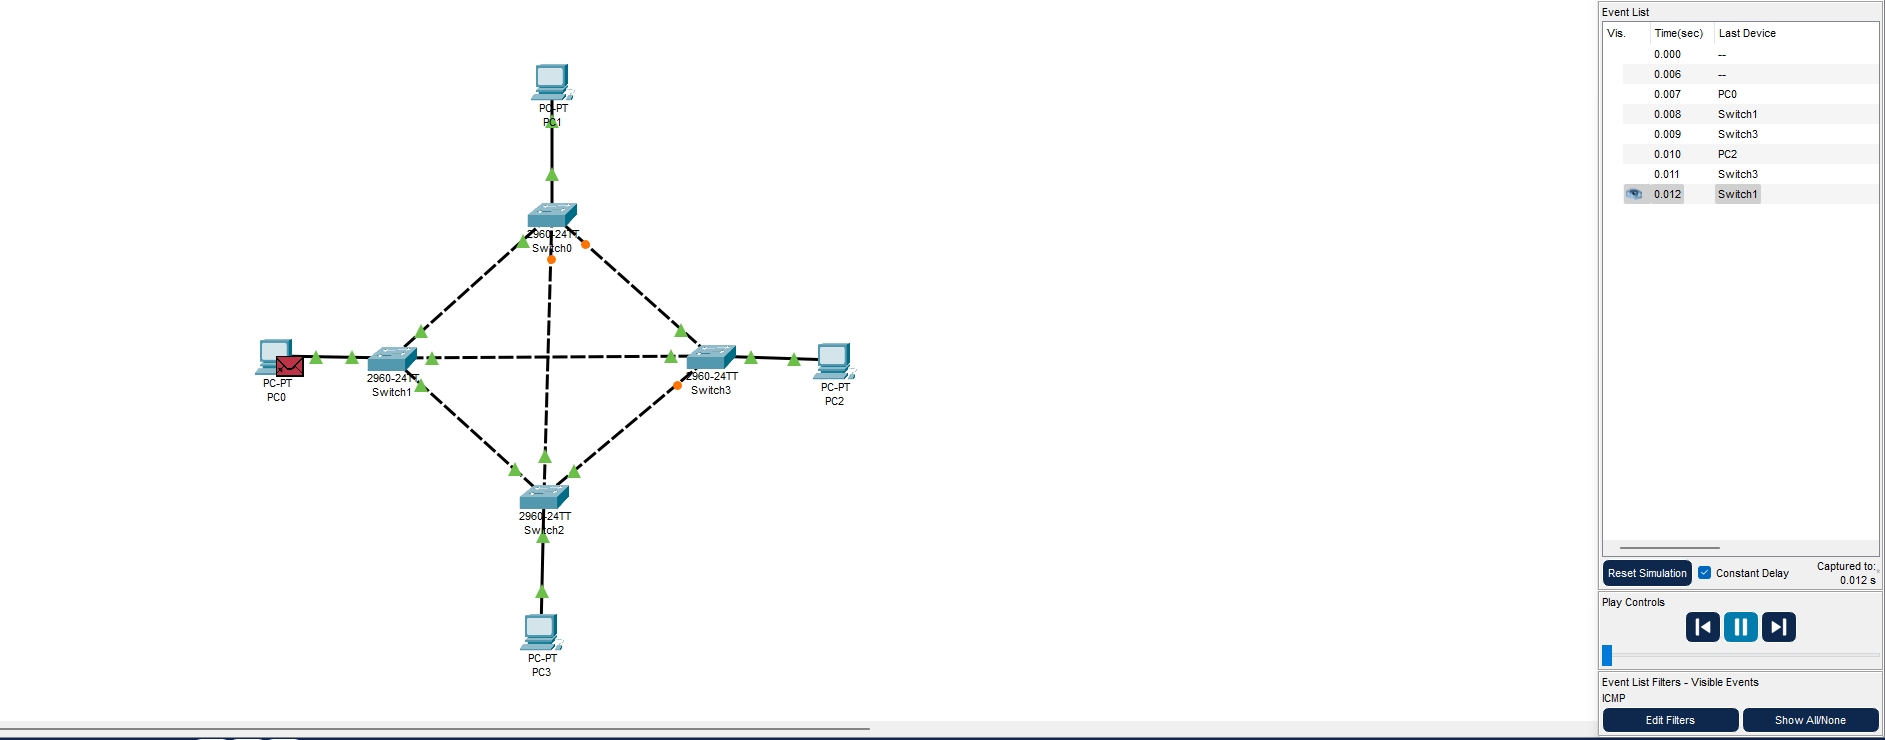 PC-PT
PC1
2960-24TT
Switch0
PC-PT
PC0
2960-24TT
Switch1
2960-24TT
Switch3
PC-PT
PC2
2960-24TT
Switch2
PC-PT
PC3
Event List
Vis. Time(sec) Last Device
0.000 --
0.006 --
0.007 PC0
0.008 Switch1
0.009 Switch3
0.010 PC2
0.011 Switch3
0.012 Switch1
Reset Simulation Constant Delay Captured to:
0.012 s
Play Controls
Event List Filters - Visible Events
ICMP
Edit Filters Show All/None